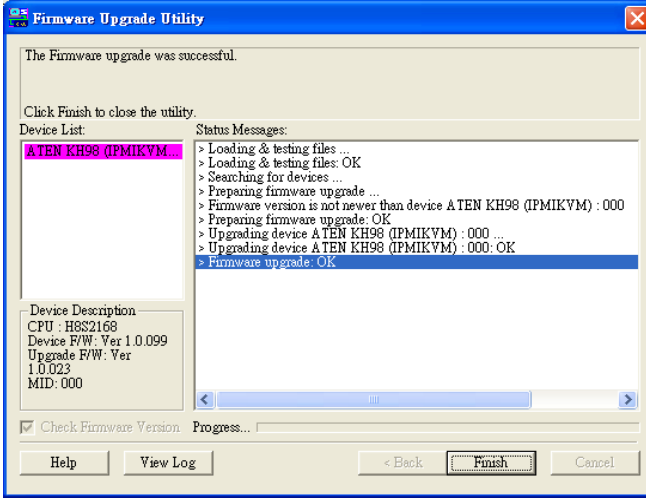 Firmware Upgrade Utility
The Firmware upgrade was successful.
Click Finish to close the utility.
Device List:
ATEN KH98 (IPMIKVM...
Status Messages:
> Loading & testing files ...
> Loading & testing files: OK
> Searching for devices ...
> Preparing firmware upgrade ...
> Firmware version is not newer than device ATEN KH98 (IPMIKVM) : 000
> Preparing firmware upgrade: OK
> Upgrading device ATEN KH98 (IPMIKVM) : 000 ...
> Upgrading device ATEN KH98 (IPMIKVM) : 000: OK
> Firmware upgrade: OK
Device Description
CPU : H8S2168
Device F/W: Ver 1.0.099
Upgrade F/W: Ver
1.0.023
MID: 000
Check Firmware Version
Progress...
Help
View Log
< Back
Finish
Cancel